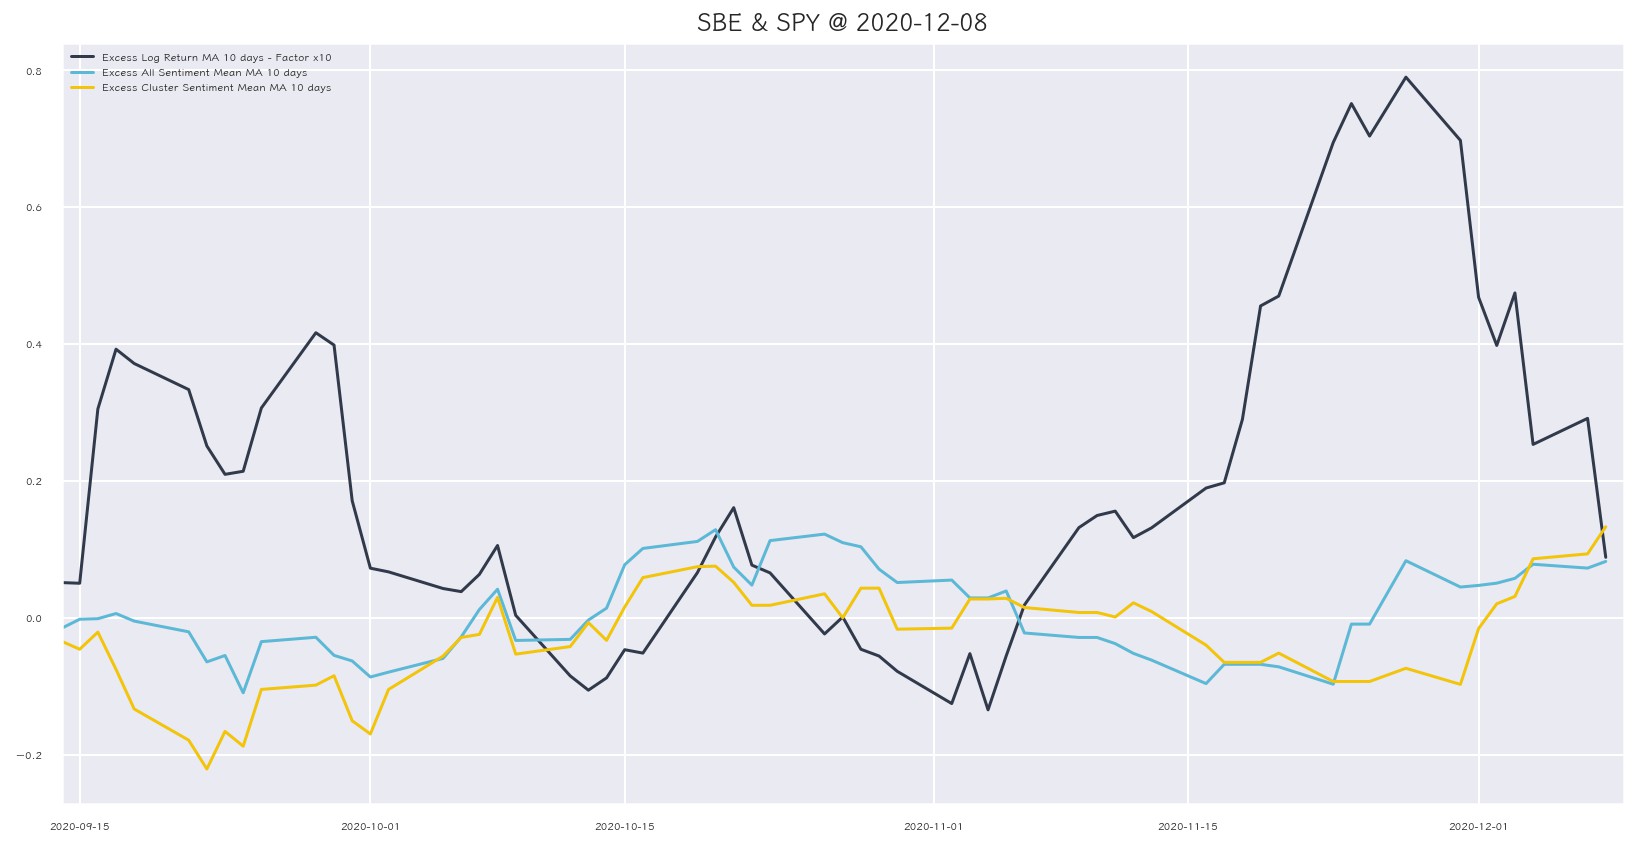 SBE & SPY @ 2020-12-08
Excess Log Return MA 10 days - Factor x10
Excess All Sentiment Mean MA 10 days
Excess Cluster Sentiment Mean MA 10 days
0.8
0.6
0.4
0.2
0.0
−0.2
2020-09-15 2020-10-01 2020-10-15 2020-11-01 2020-11-15 2020-12-01